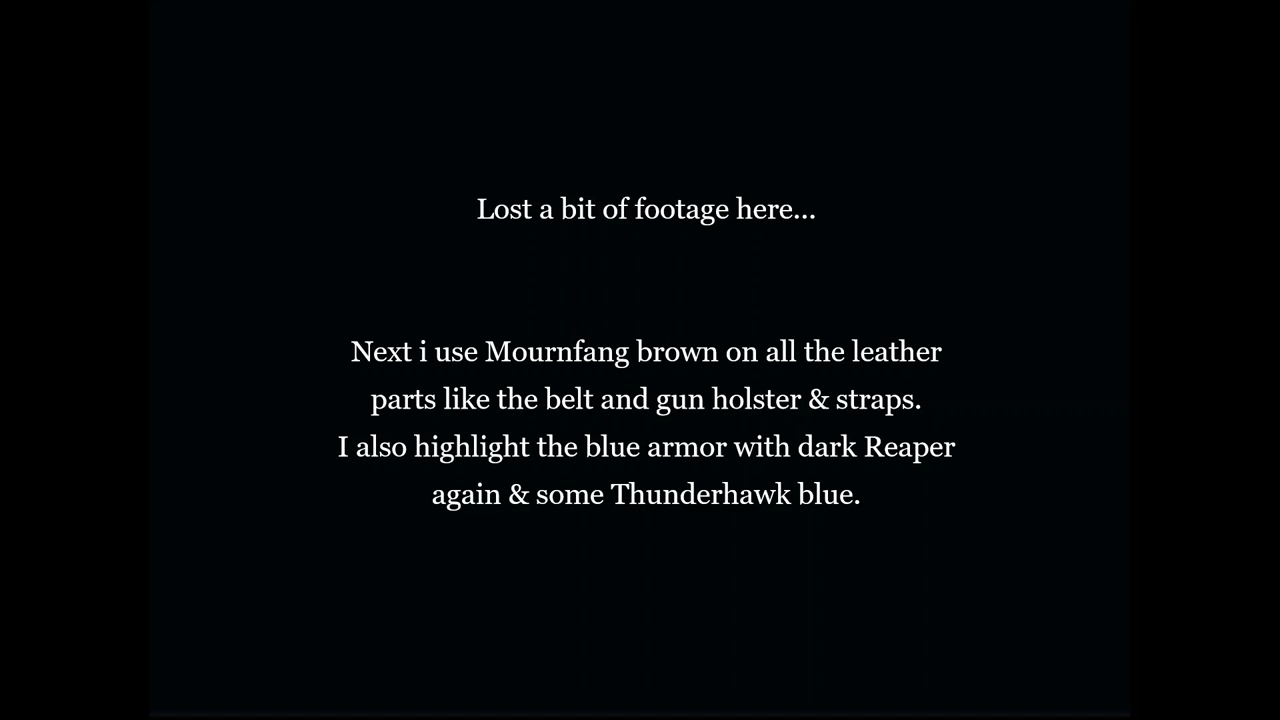 Lost a bit of footage here...
Next i use Mournfang brown on all the leather
parts like the belt and gun holster & straps.
I also highlight the blue armor with dark Reaper
again & some Thunderhawk blue.